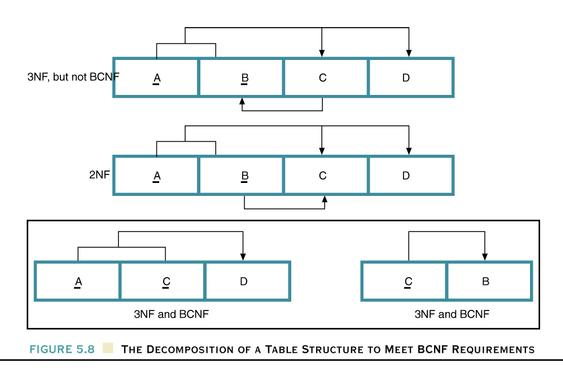 3NF, but not BCNF A B C D
2NF A B C D
A C D
C B
3NF and BCNF
3NF and BCNF
FIGURE 5.8 THE DECOMPOSITION OF A TABLE STRUCTURE TO MEET BCNF REQUIREMENTS